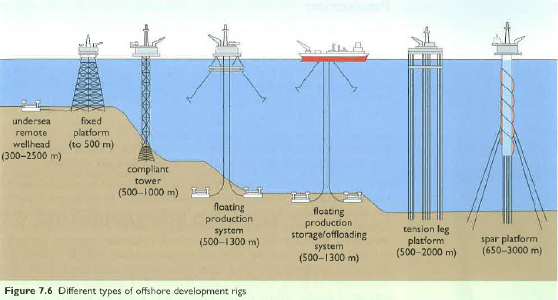 undersea
remote
wellhead
(300–2500 m)
fixed
platform
(to 500 m)
compliant
tower
(500–1000 m)
floating
production
system
(500–1300 m)
floating
production
storage/offloading
system
(500–1300 m)
tension leg
platform
(500–2000 m)
spar platform
(650–3000 m)
Figure 7.6 Different types of offshore development rigs